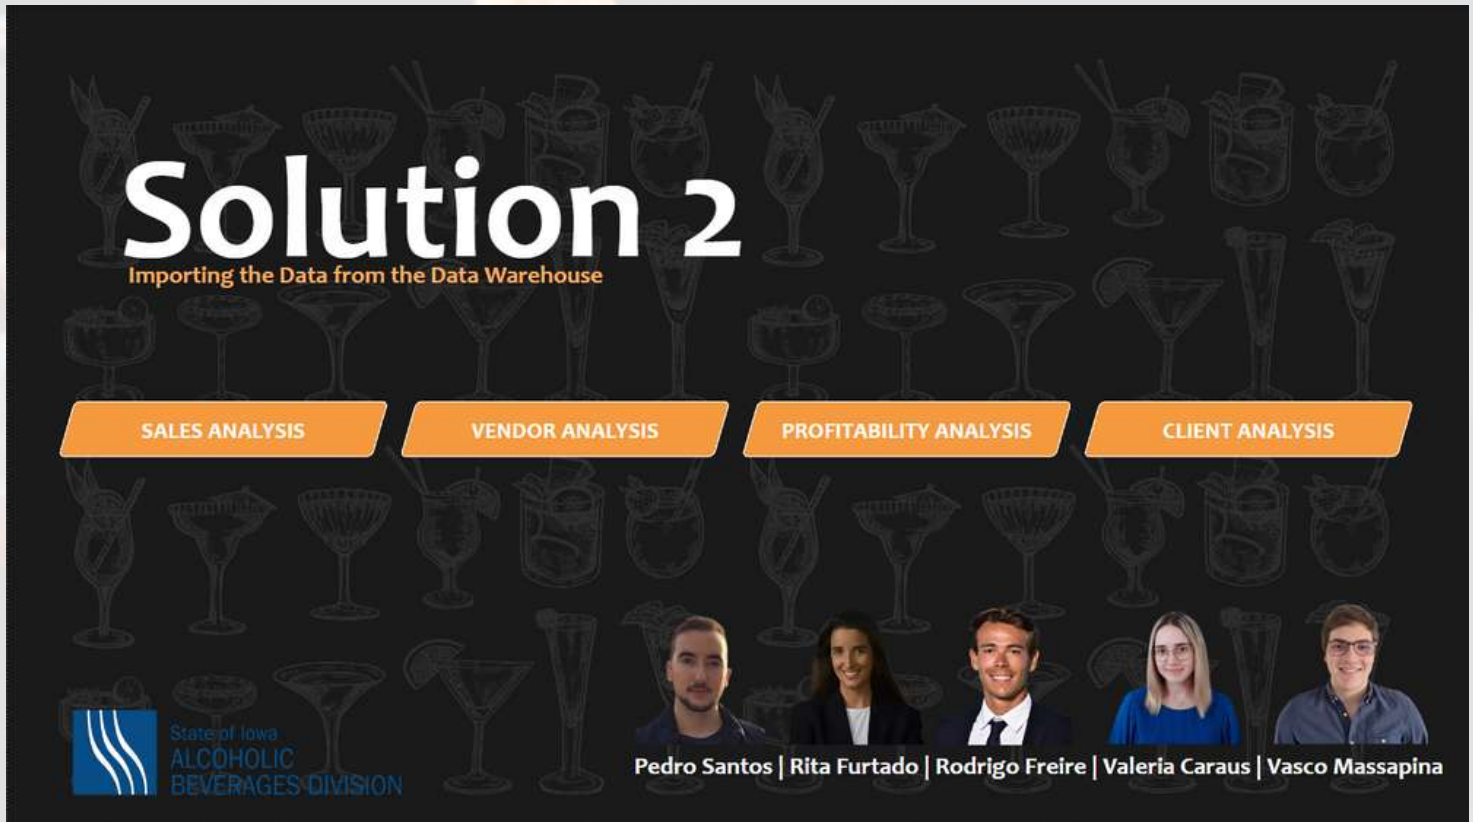 Solution 2
Importing the Data from the Data Warehouse
SALES ANALYSIS
VENDOR ANALYSIS
PROFITABILITY ANALYSIS
CLIENT ANALYSIS
State of Iowa
ALCOHOLIC
BEVERAGES DIVISION
Pedro Santos | Rita Furtado | Rodrigo Freire | Valeria Caraus | Vasco Massapina